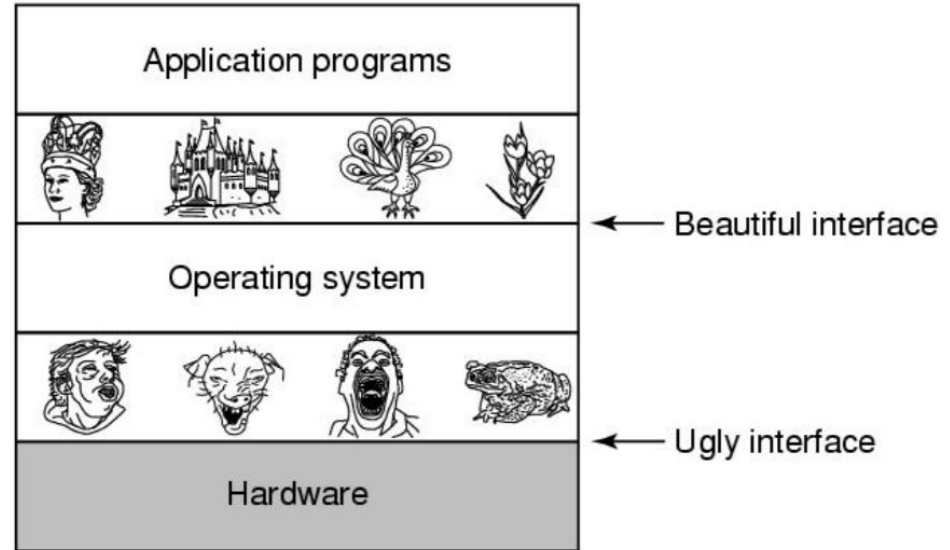 Application programs
Beautiful interface
Operating system
Ugly interface
Hardware